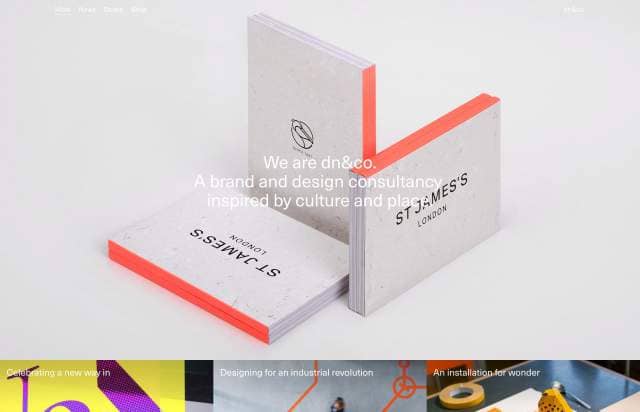 Work News Studio Shop dn&co.
We are dn&co.
A brand and design consultancy
inspired by culture and place.
ST JAMES'S
LONDON
ST JAMES'S
LONDON
Celebrating a new way in
Designing for an industrial revolution
An installation for wonder